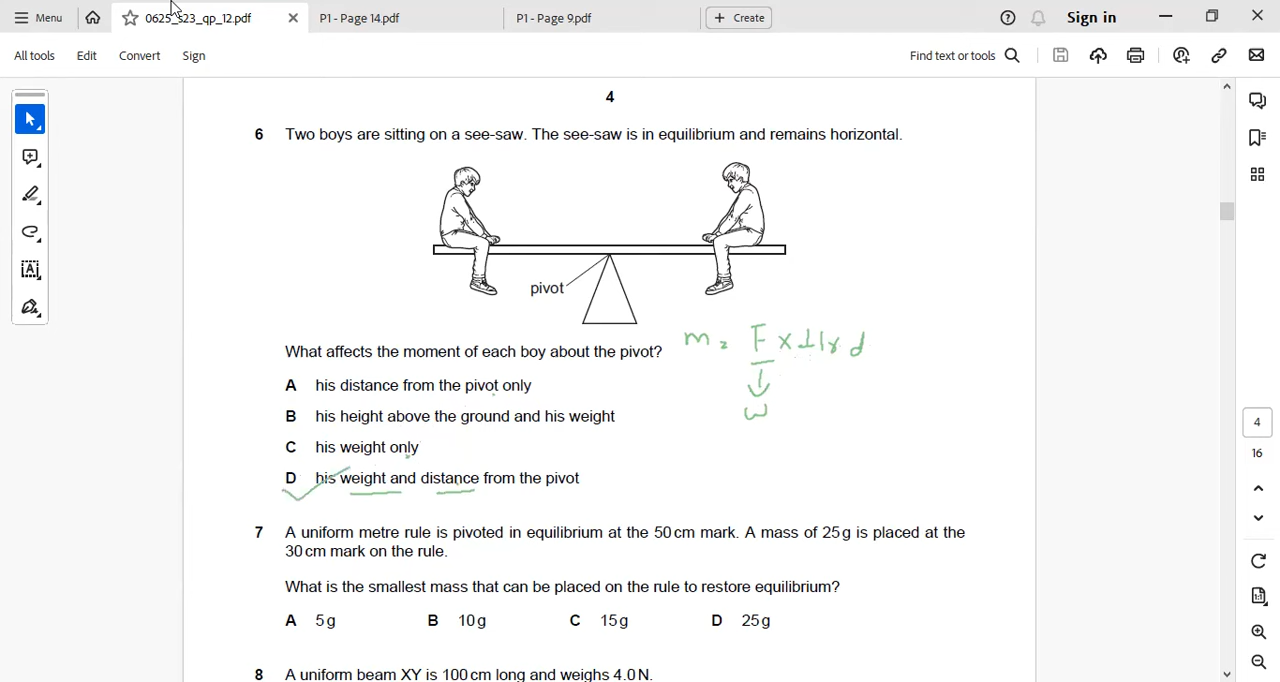 Menu 0625_s23_qp_12.pdf P1 - Page 14.pdf P1 - Page 9.pdf + Create Sign in
All tools Edit Convert Sign Find text or tools
4
6 Two boys are sitting on a see-saw. The see-saw is in equilibrium and remains horizontal.
pivot
m = F x ⊥lr d
What affects the moment of each boy about the pivot?
A his distance from the pivot only
W
B his height above the ground and his weight
C his weight only
D his weight and distance from the pivot
4
16
7 A uniform metre rule is pivoted in equilibrium at the 50 cm mark. A mass of 25 g is placed at the
30 cm mark on the rule.
What is the smallest mass that can be placed on the rule to restore equilibrium?
A 5 g B 10 g C 15 g D 25 g
8 A uniform beam XY is 100 cm long and weighs 4.0 N.